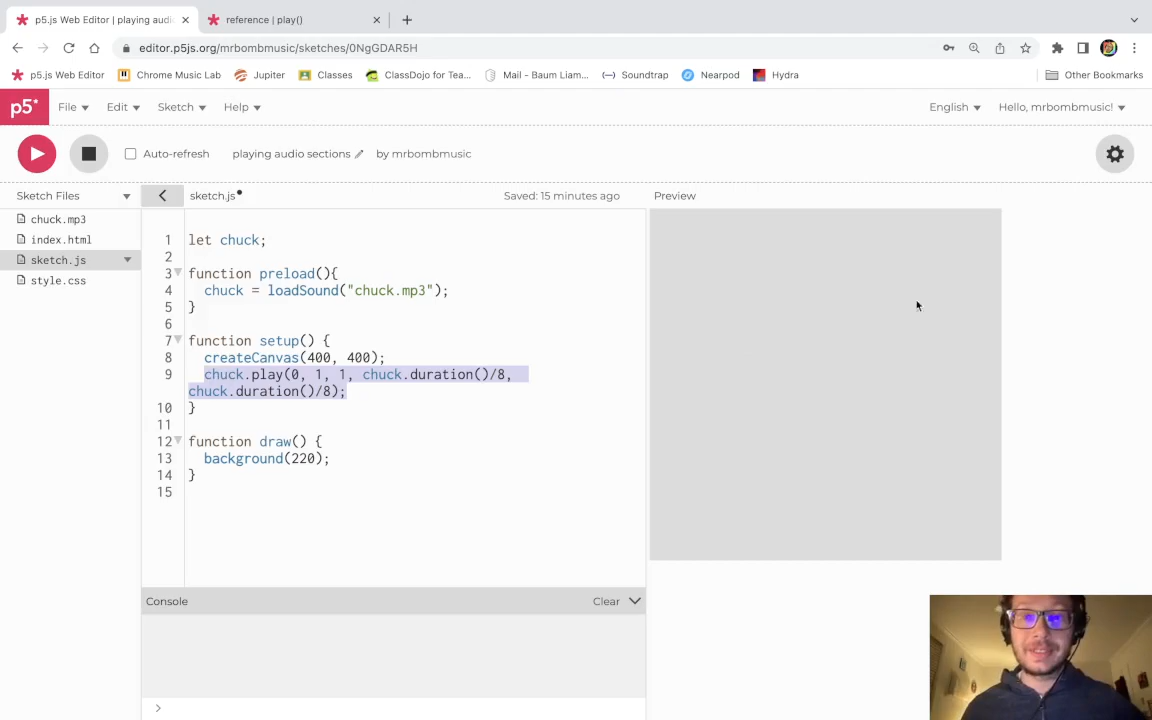 p5.js Web Editor | playing audi
reference | play()
editor.p5js.org/mrbombmusic/sketches/0NgGDAR5H
p5.js Web Editor
Chrome Music Lab
Jupiter
Classes
ClassDojo for Tea...
Mail - Baum Liam...
Soundtrap
Nearpod
Hydra
Other Bookmarks
p5*
File
Edit
Sketch
Help
English
Hello, mrbombmusic!
Auto-refresh
playing audio sections
by mrbombmusic
Sketch Files
sketch.js
Saved: 15 minutes ago
Preview
chuck.mp3
index.html
sketch.js
style.css
1 let chuck;
2
3 function preload(){
4 chuck = loadSound("chuck.mp3");
5 }
6
7 function setup() {
8 createCanvas(400, 400);
9 chuck.play(0, 1, 1, chuck.duration()/8,
chuck.duration()/8);
10 }
11
12 function draw() {
13 background(220);
14 }
15
Console
Clear
>